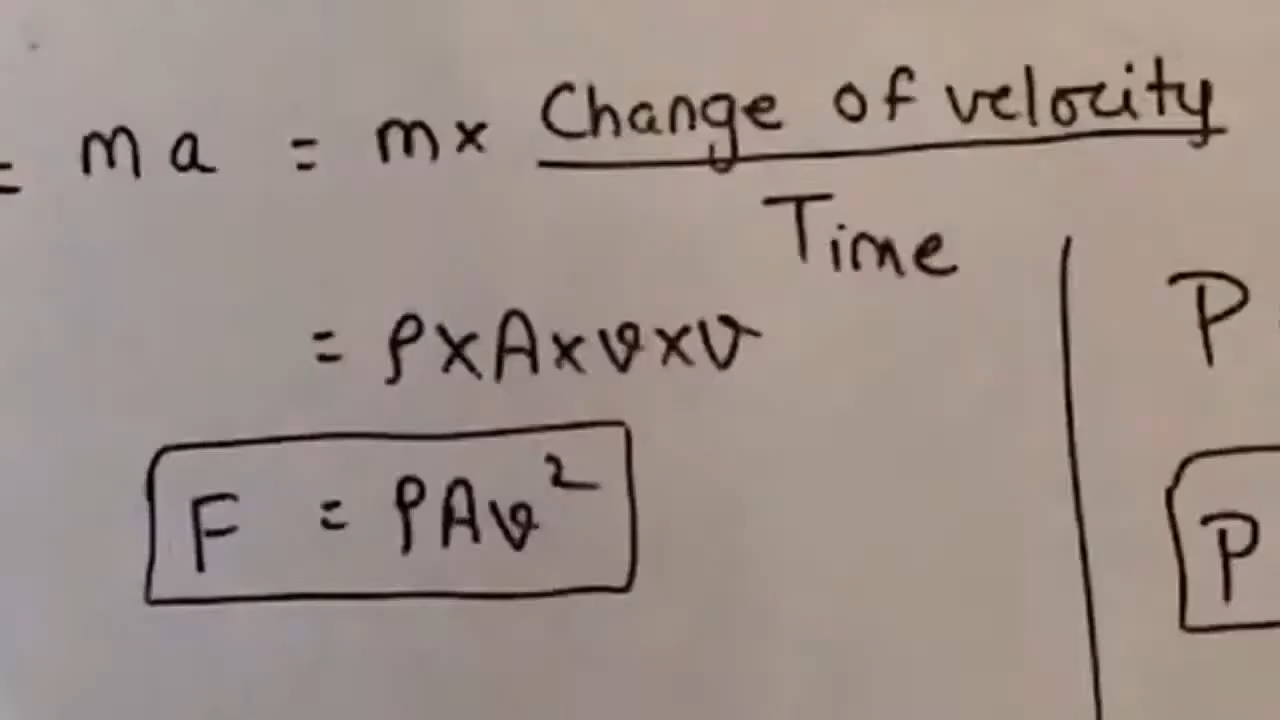 = ma = m× Change of velocity
Time
= ρ×A×v×v
P
F = ρAv²
P